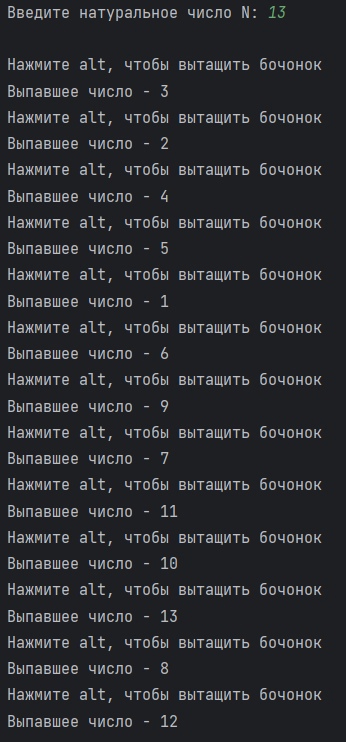 Введите натуральное число N: 13
Нажмите alt, чтобы вытащить бочонок
Выпавшее число - 3
Нажмите alt, чтобы вытащить бочонок
Выпавшее число - 2
Нажмите alt, чтобы вытащить бочонок
Выпавшее число - 4
Нажмите alt, чтобы вытащить бочонок
Выпавшее число - 5
Нажмите alt, чтобы вытащить бочонок
Выпавшее число - 1
Нажмите alt, чтобы вытащить бочонок
Выпавшее число - 6
Нажмите alt, чтобы вытащить бочонок
Выпавшее число - 9
Нажмите alt, чтобы вытащить бочонок
Выпавшее число - 7
Нажмите alt, чтобы вытащить бочонок
Выпавшее число - 11
Нажмите alt, чтобы вытащить бочонок
Выпавшее число - 10
Нажмите alt, чтобы вытащить бочонок
Выпавшее число - 13
Нажмите alt, чтобы вытащить бочонок
Выпавшее число - 8
Нажмите alt, чтобы вытащить бочонок
Выпавшее число - 12